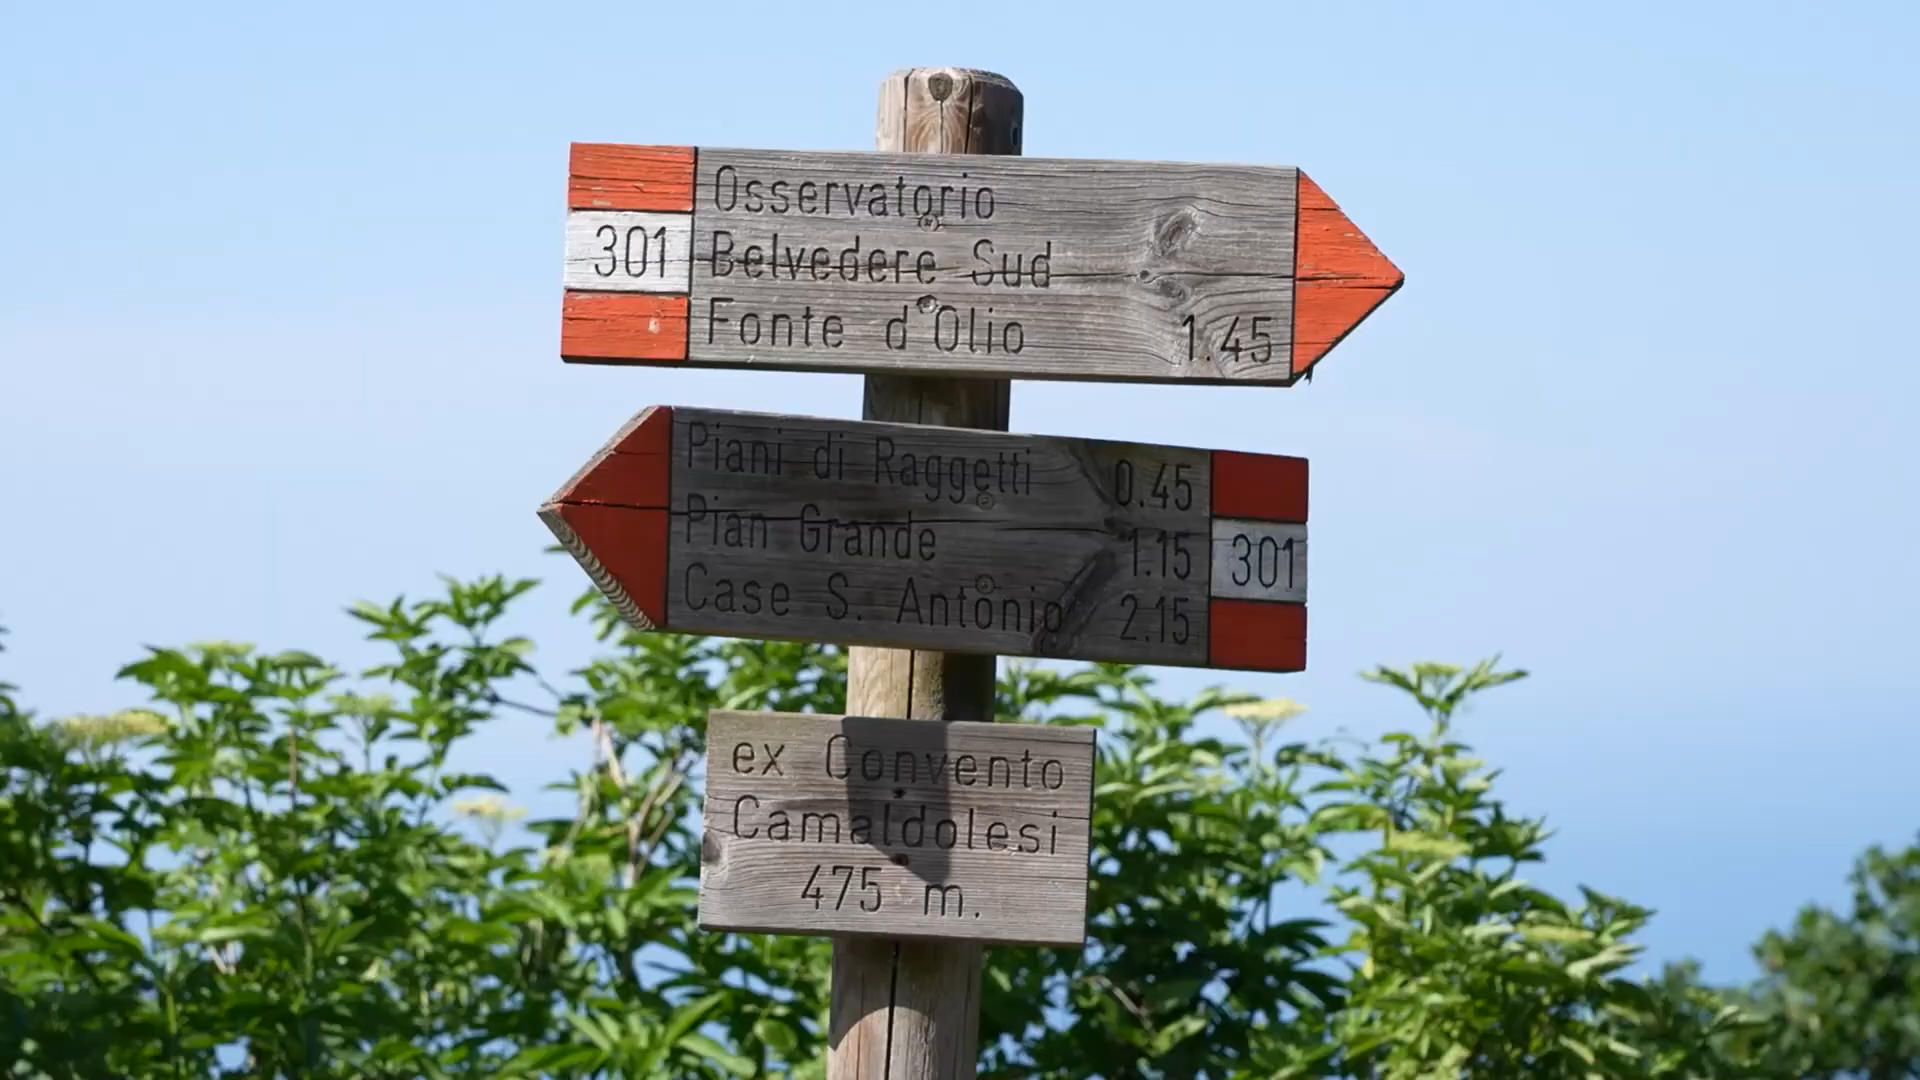 Osservatorio
301 Belvedere Sud
Fonte d'Olio 1.45
Piani di Raggetti 0.45
Pian Grande 1.15 301
Case S. Antonio 2.15
ex Convento
Camaldolesi
475 m.